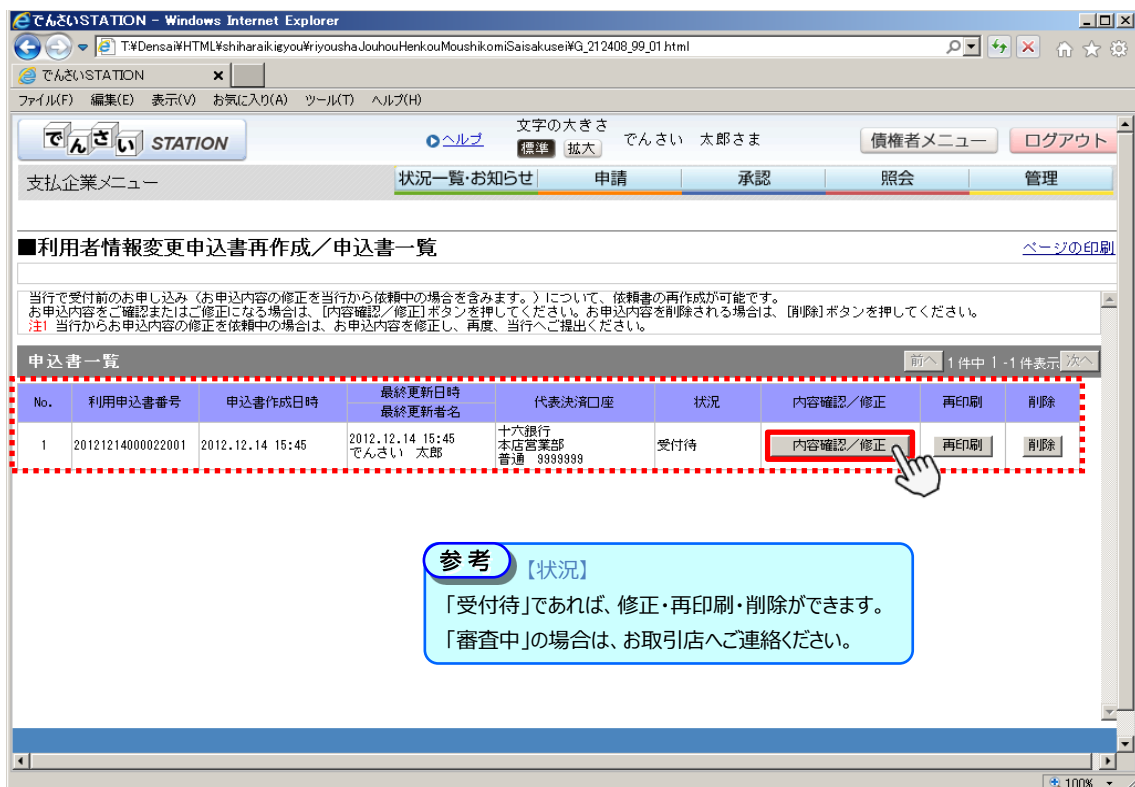 でんさいSTATION - Windows Internet Explorer
T:¥Densai¥HTML¥shiharaikigyou¥riyoushaJouhouHenkouMoushikomiSaisakusei¥G_212408_99_01.html
でんさいSTATION
ファイル(F) 編集(E) 表示(V) お気に入り(A) ツール(T) ヘルプ(H)
でんさい STATION
ヘルプ
文字の大きさ
標準 拡大
でんさい 太郎さま
債権者メニュー
ログアウト
支払企業メニュー
状況一覧・お知らせ 申請 承認 照会 管理
■利用者情報変更申込書再作成／申込書一覧
ページの印刷
当行で受付前のお申し込み（お申込内容の修正を当行から依頼中の場合を含みます。）について、依頼書の再作成が可能です。
お申込内容をご確認またはご修正になる場合は、[内容確認／修正]ボタンを押してください。お申込内容を削除される場合は、[削除]ボタンを押してください。
注1 当行からお申込内容の修正を依頼中の場合は、お申込内容を修正し、再度、当行へご提出ください。
申込書一覧
前へ 1件中 1 -1件表示 次へ
No. 利用申込書番号 申込書作成日時 最終更新日時 代表決済口座 状況 内容確認／修正 再印刷 削除
最終更新者名
1 20121214000022001 2012.12.14 15:45 2012.12.14 15:45 十六銀行 受付待 内容確認／修正 再印刷 削除
でんさい 太郎 本店営業部
普通 9999999
参考
【状況】
「受付待」であれば、修正・再印刷・削除ができます。
「審査中」の場合は、お取引店へご連絡ください。
100%